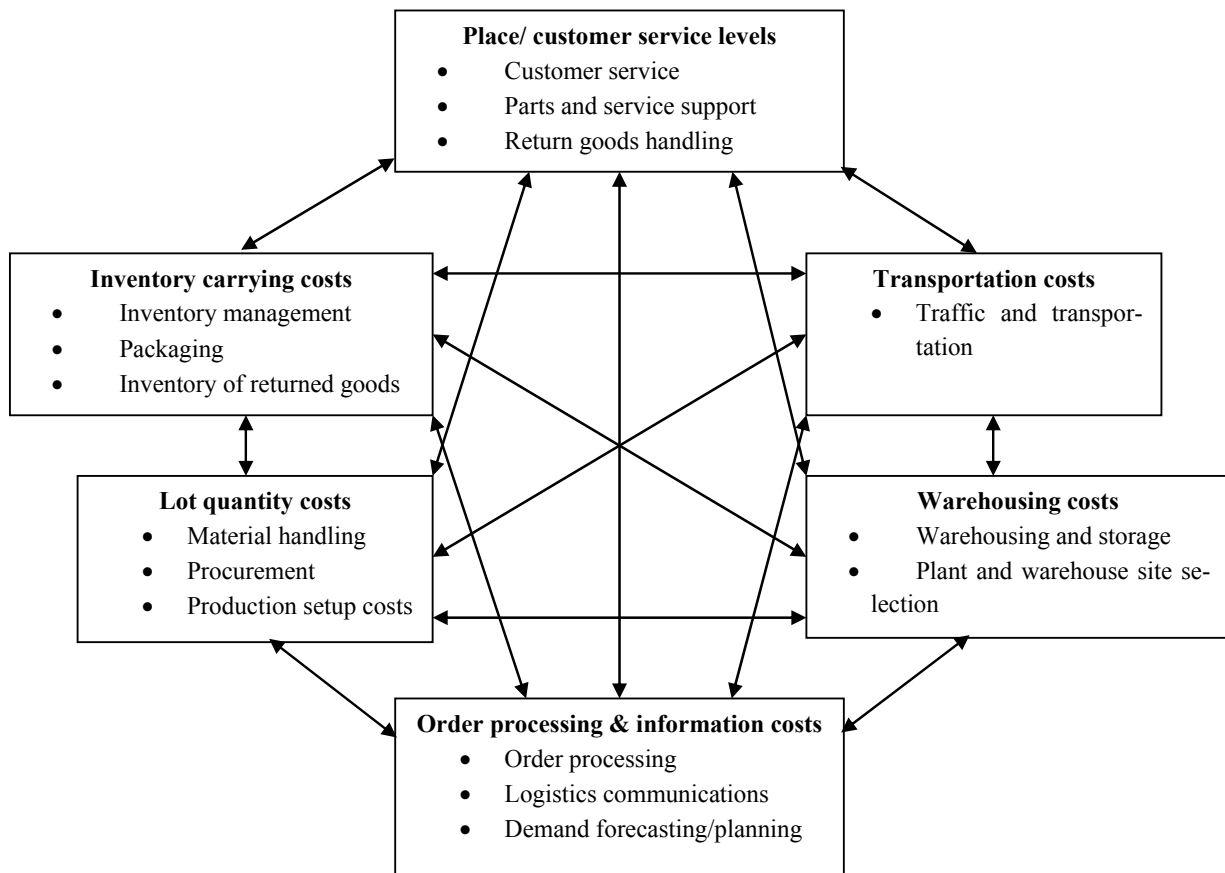 Place/ customer service levels
• Customer service
• Parts and service support
• Return goods handling
Inventory carrying costs
• Inventory management
• Packaging
• Inventory of returned goods
Transportation costs
• Traffic and transpor-
tation
Lot quantity costs
• Material handling
• Procurement
• Production setup costs
Warehousing costs
• Warehousing and storage
• Plant and warehouse site se-
lection
Order processing & information costs
• Order processing
• Logistics communications
• Demand forecasting/planning